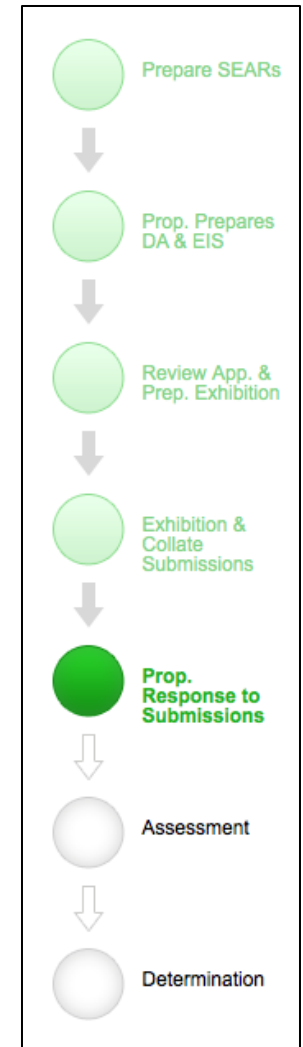 Prepare SEARs
Prop. Prepares
DA & EIS
Review App. &
Prep. Exhibition
Exhibition &
Collate
Submissions
Prop.
Response to
Submissions
Assessment
Determination